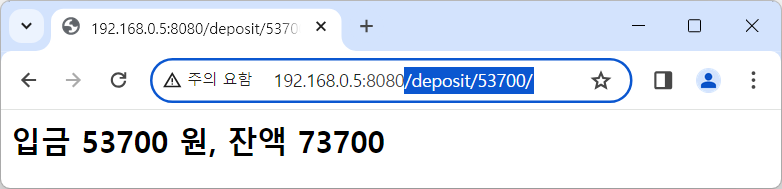 192.168.0.5:8080/deposit/5370
주의 요함 192.168.0.5:8080/deposit/53700/
입금 53700 원, 잔액 73700